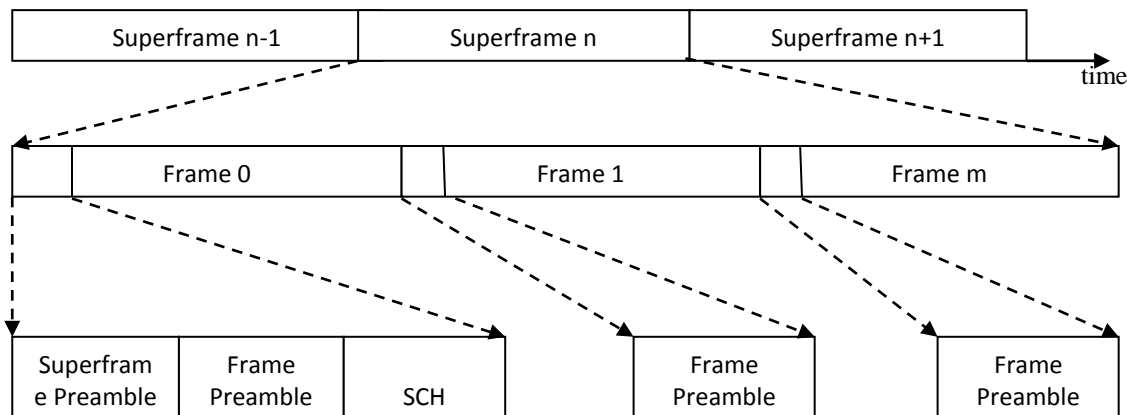 Superframe n-1
Superframe n
Superframe n+1
time
Frame 0
Frame 1
Frame m
Superfram
e Preamble
Frame
Preamble
SCH
Frame
Preamble
Frame
Preamble